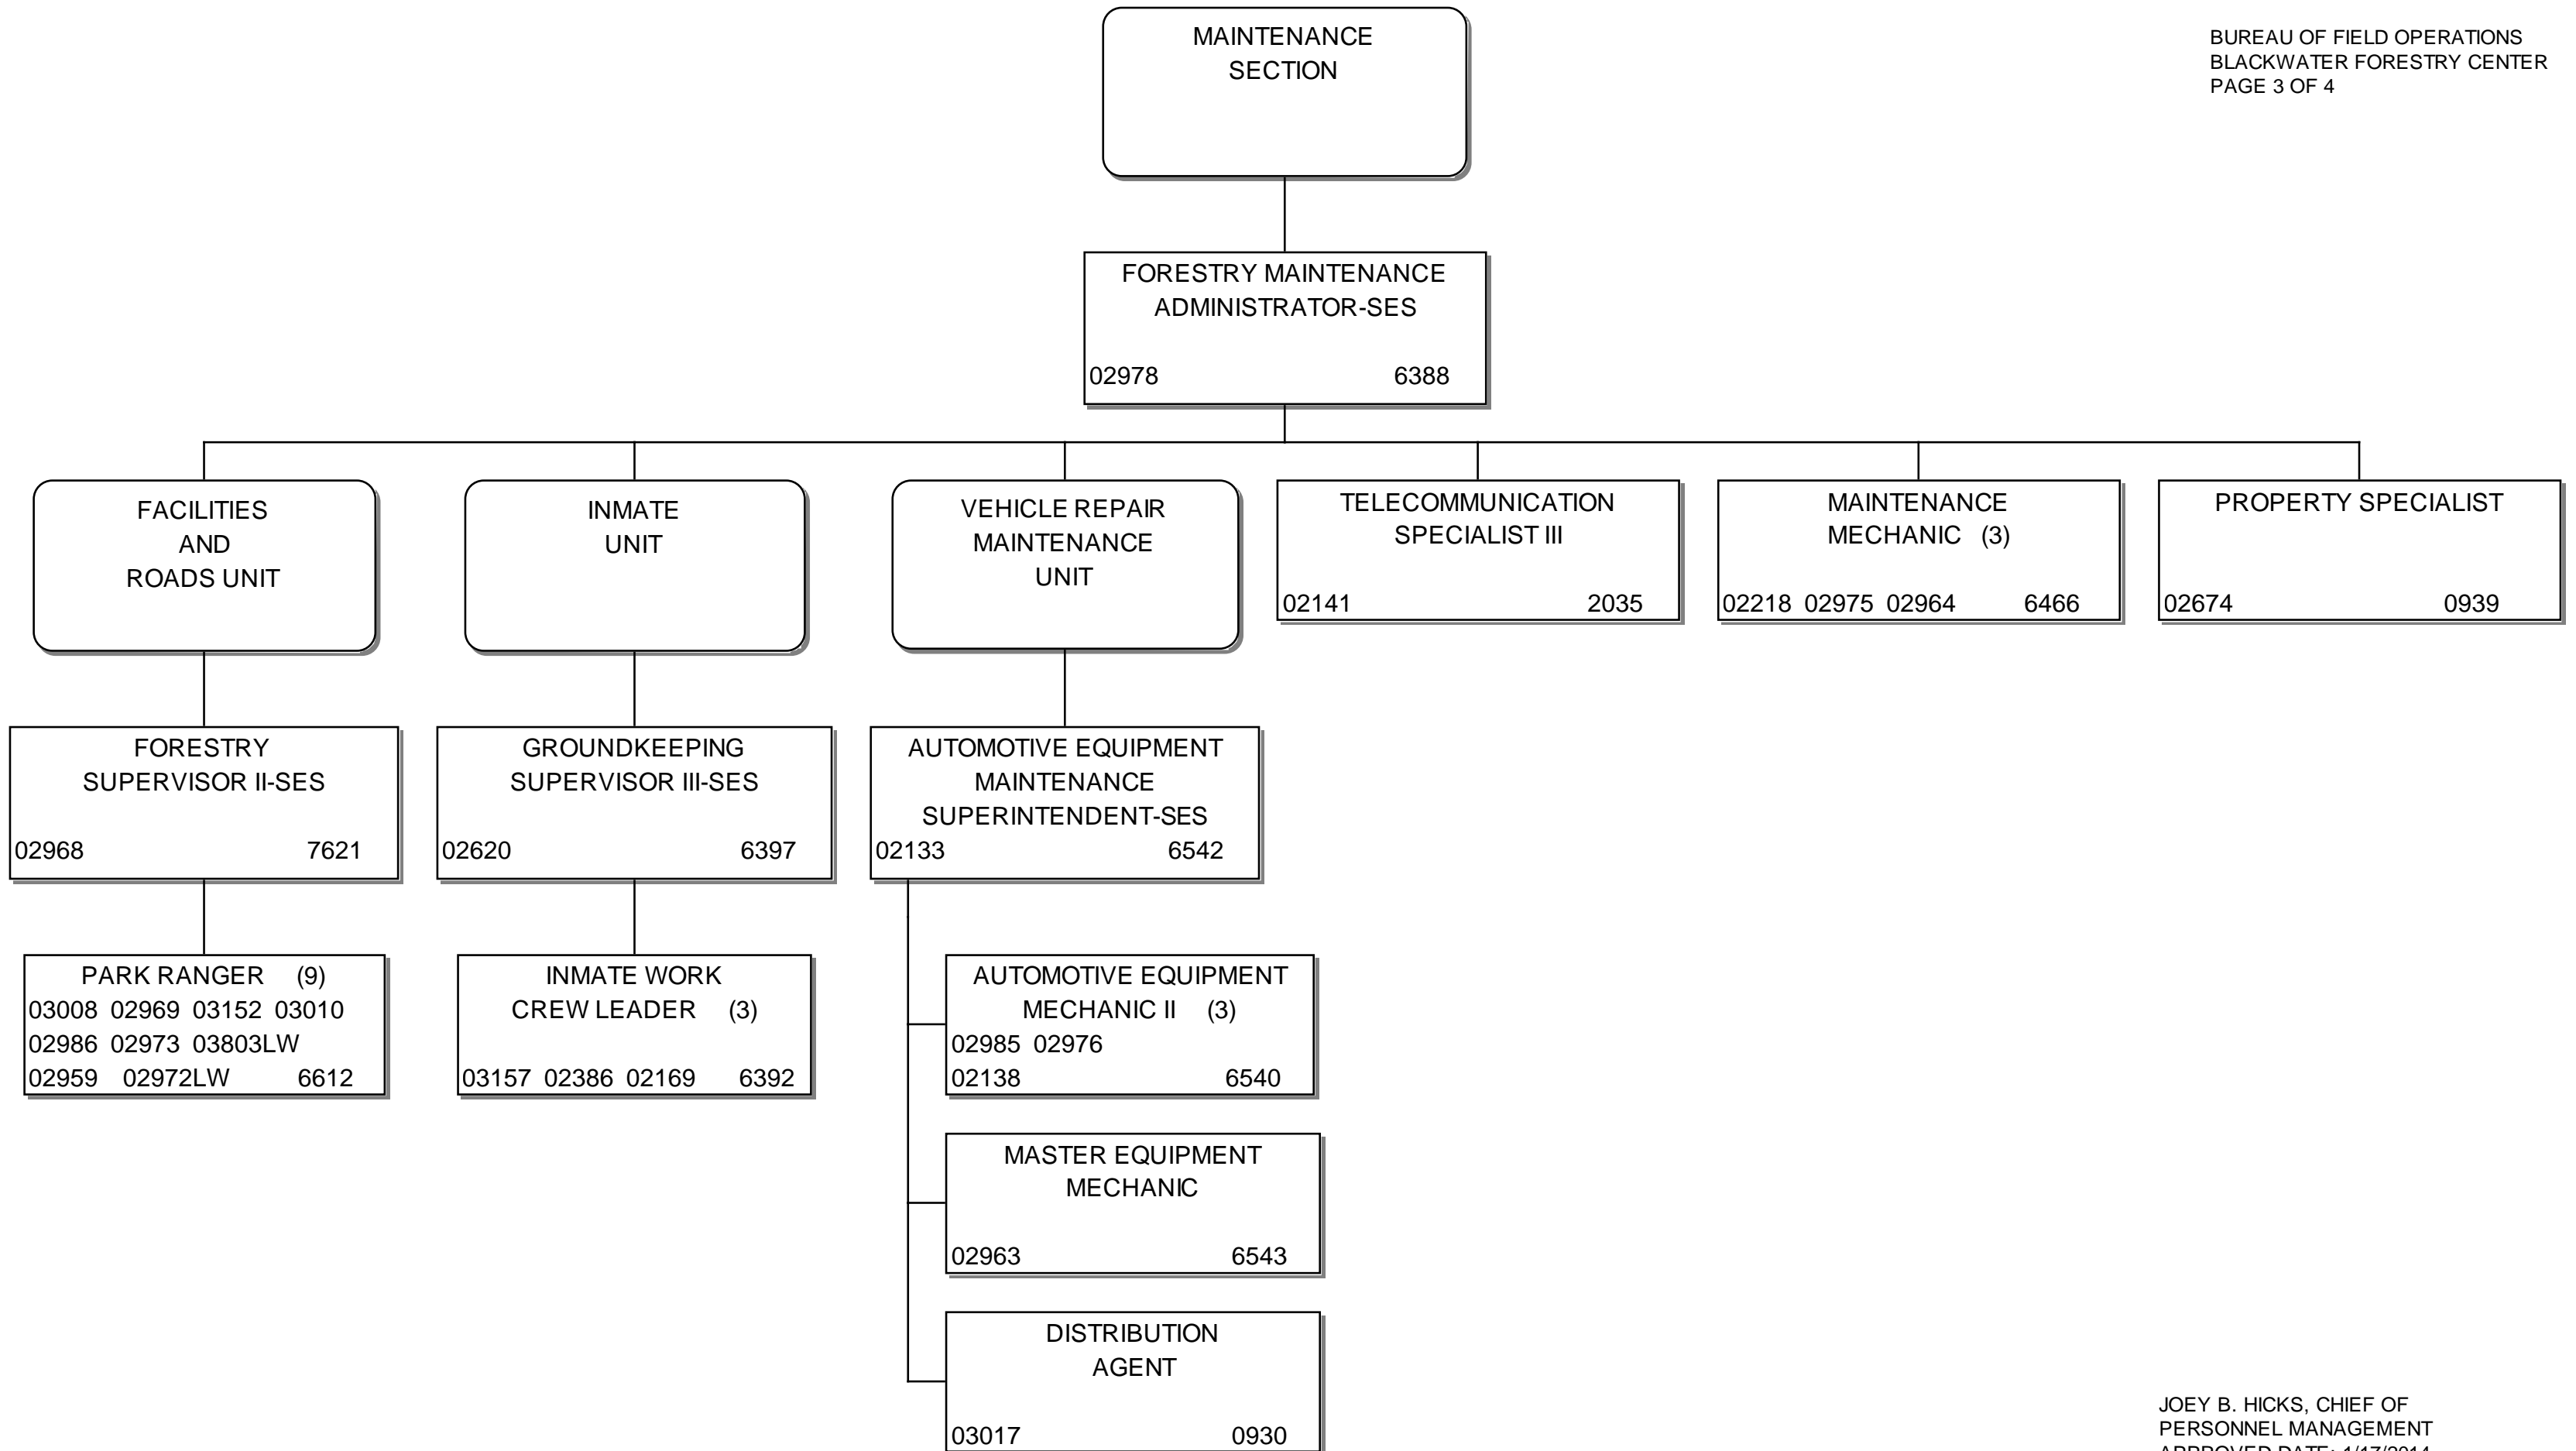 MAINTENANCE
SECTION
BUREAU OF FIELD OPERATIONS
BLACKWATER FORESTRY CENTER
PAGE 3 OF 4
FORESTRY MAINTENANCE
ADMINISTRATOR-SES
02978 6388
FACILITIES
AND
ROADS UNIT
INMATE
UNIT
VEHICLE REPAIR
MAINTENANCE
UNIT
TELECOMMUNICATION
SPECIALIST III
02141 2035
MAINTENANCE
MECHANIC (3)
02218 02975 02964 6466
PROPERTY SPECIALIST
02674 0939
FORESTRY
SUPERVISOR II-SES
02968 7621
GROUNDKEEPING
SUPERVISOR III-SES
02620 6397
AUTOMOTIVE EQUIPMENT
MAINTENANCE
SUPERINTENDENT-SES
02133 6542
PARK RANGER (9)
03008 02969 03152 03010
02986 02973 03803LW
02959 02972LW 6612
INMATE WORK
CREW LEADER (3)
03157 02386 02169 6392
AUTOMOTIVE EQUIPMENT
MECHANIC II (3)
02985 02976
02138 6540
MASTER EQUIPMENT
MECHANIC
02963 6543
DISTRIBUTION
AGENT
03017 0930
JOEY B. HICKS, CHIEF OF
PERSONNEL MANAGEMENT
APPROVED DATE: 1/17/2014